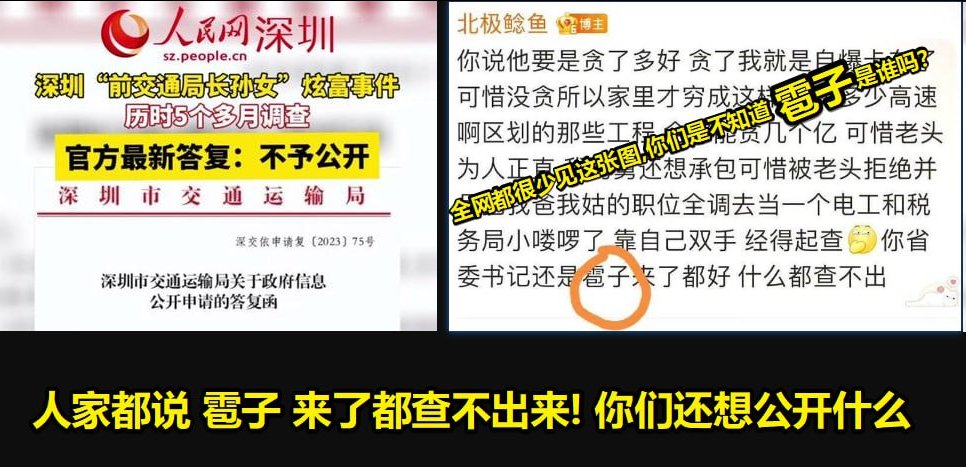 人民网深圳
sz.people.cn
深圳“前交通局长孙女”炫富事件
历时5个多月调查
官方最新答复：不予公开
深圳市交通运输局
深交依申请复〔2023〕75号
深圳市交通运输局关于政府信息
公开申请的答复函
北极鲶鱼 博主
你说他要是贪了多好 贪了我就是自爆卡车了
可惜没贪所以家里才穷成这样 多少高速
啊区划的那些工程 能贪几个亿 可惜老头
为人正直 舅还想承包可惜被老头拒绝并
我爸我姑的职位全调去当一个电工和税
务局小喽啰了 靠自己双手 经得起查 你省
委书记还是雹子来了都好 什么都查不出
全网都很少见这张图,你们是不知道 雹子 是谁吗?
人家都说 雹子 来了都查不出来! 你们还想公开什么